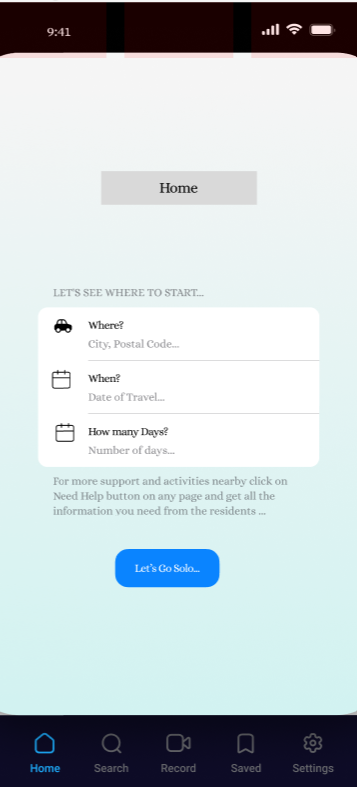 9:41
Home
LET'S SEE WHERE TO START...
Where?
City, Postal Code...
When?
Date of Travel...
How many Days?
Number of days...
For more support and activities nearby click on
Need Help button on any page and get all the
information you need from the residents ...
Let's Go Solo...
Home Search Record Saved Settings